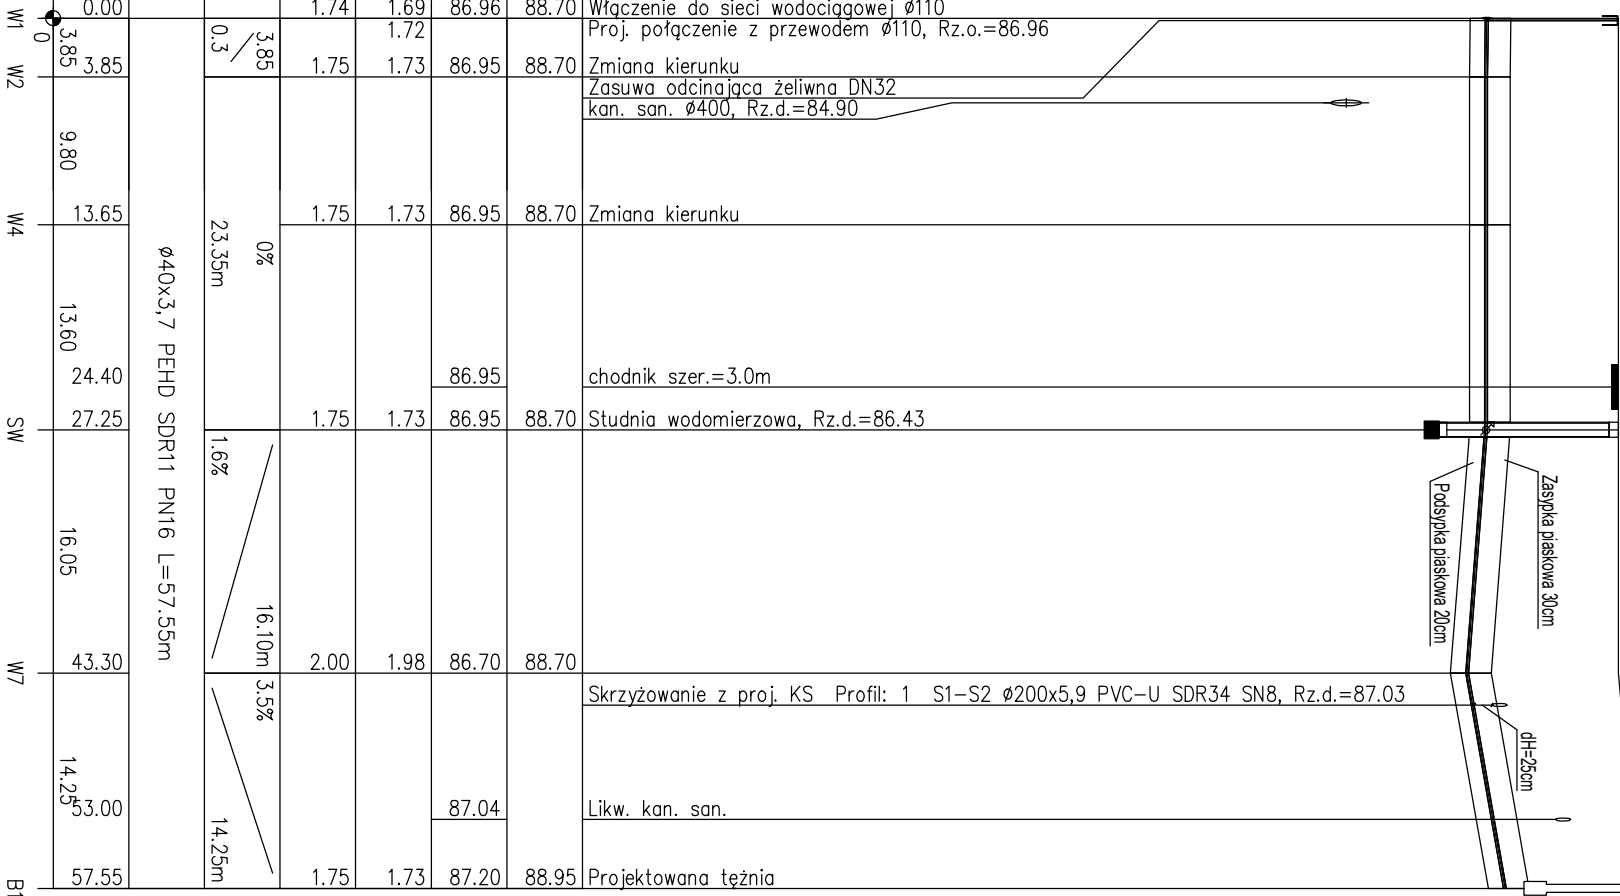 W1 0 0.00 1.74 1.69 86.96 88.70 Włączenie do sieci wodociągowej ø110
3.85 0.3 3.85 1.72 Proj. połączenie z przewodem ø110, Rz.o.=86.96
W2 3.85 1.75 1.73 86.95 88.70 Zmiana kierunku
Zasuwa odcinająca żeliwna DN32
kan. san. ø400, Rz.d.=84.90
9.80
W4 13.65 1.75 1.73 86.95 88.70 Zmiana kierunku
23.35m 0%
13.60
24.40 86.95 chodnik szer.=3.0m
SW 27.25 1.75 1.73 86.95 88.70 Studnia wodomierzowa, Rz.d.=86.43
ø40x3,7 PEHD SDR11 PN16 L=57.55m
1.6% 16.10m
16.05
Podsypka piaskowa 20cm
Zasypka piaskowa 30cm
W7 43.30 2.00 1.98 86.70 88.70
Skrzyżowanie z proj. KS Profil: 1 S1-S2 ø200x5,9 PVC-U SDR34 SN8, Rz.d.=87.03
3.5% 14.25m
dH=25cm
14.25
53.00 87.04 Likw. kan. san.
B1 57.55 1.75 1.73 87.20 88.95 Projektowana tężnia